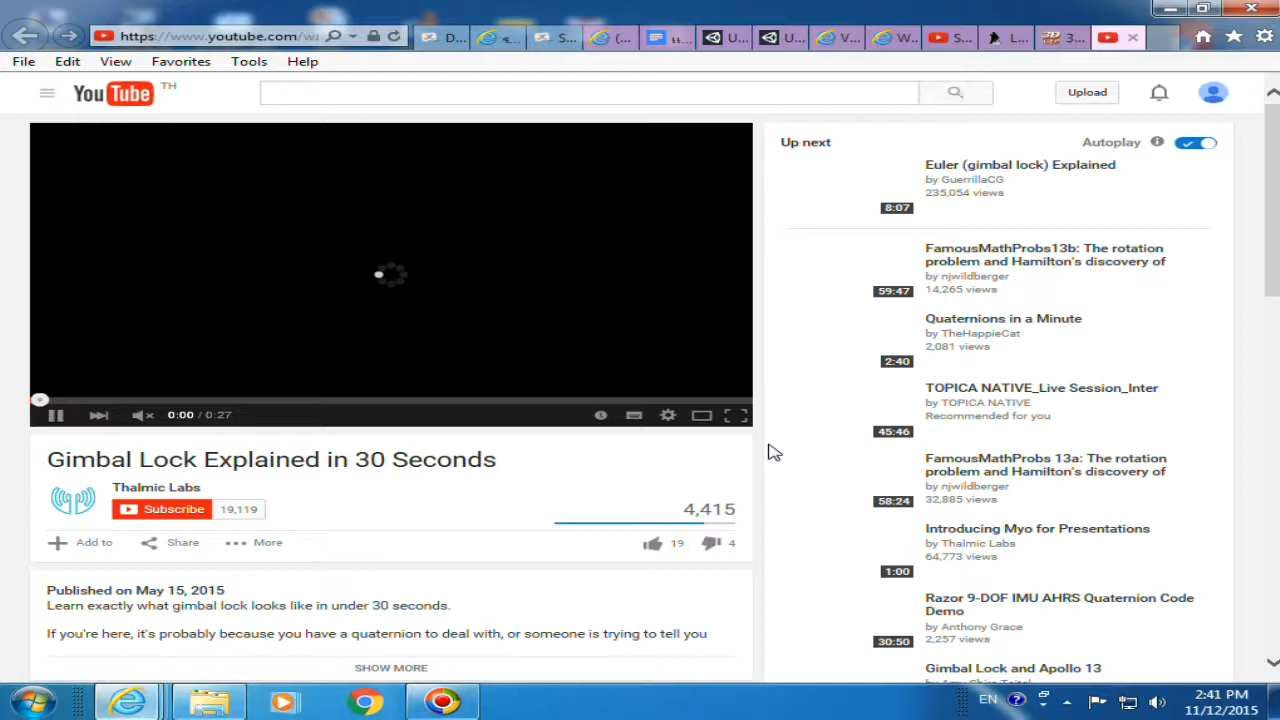 https://www.youtube.com/wa
D...
S...
(...
U...
U...
V...
W...
S...
L...
3...
File Edit View Favorites Tools Help
YouTube TH
Upload
Up next
Autoplay
Euler (gimbal lock) Explained
by GuerrillaCG
235,054 views
8:07
FamousMathProbs13b: The rotation
problem and Hamilton's discovery of
by njwildberger
14,265 views
59:47
Quaternions in a Minute
by TheHappieCat
2,081 views
2:40
TOPICA NATIVE_Live Session_Inter
by TOPICA NATIVE
Recommended for you
45:46
FamousMathProbs 13a: The rotation
problem and Hamilton's discovery of
by njwildberger
32,885 views
58:24
Introducing Myo for Presentations
by Thalmic Labs
64,773 views
1:00
Razor 9-DOF IMU AHRS Quaternion Code
Demo
by Anthony Grace
2,257 views
30:50
Gimbal Lock and Apollo 13
0:00 / 0:27
Gimbal Lock Explained in 30 Seconds
Thalmic Labs
Subscribe 19,119
4,415
Add to Share More
19 4
Published on May 15, 2015
Learn exactly what gimbal lock looks like in under 30 seconds.
If you're here, it's probably because you have a quaternion to deal with, or someone is trying to tell you
SHOW MORE
EN
2:41 PM
11/12/2015